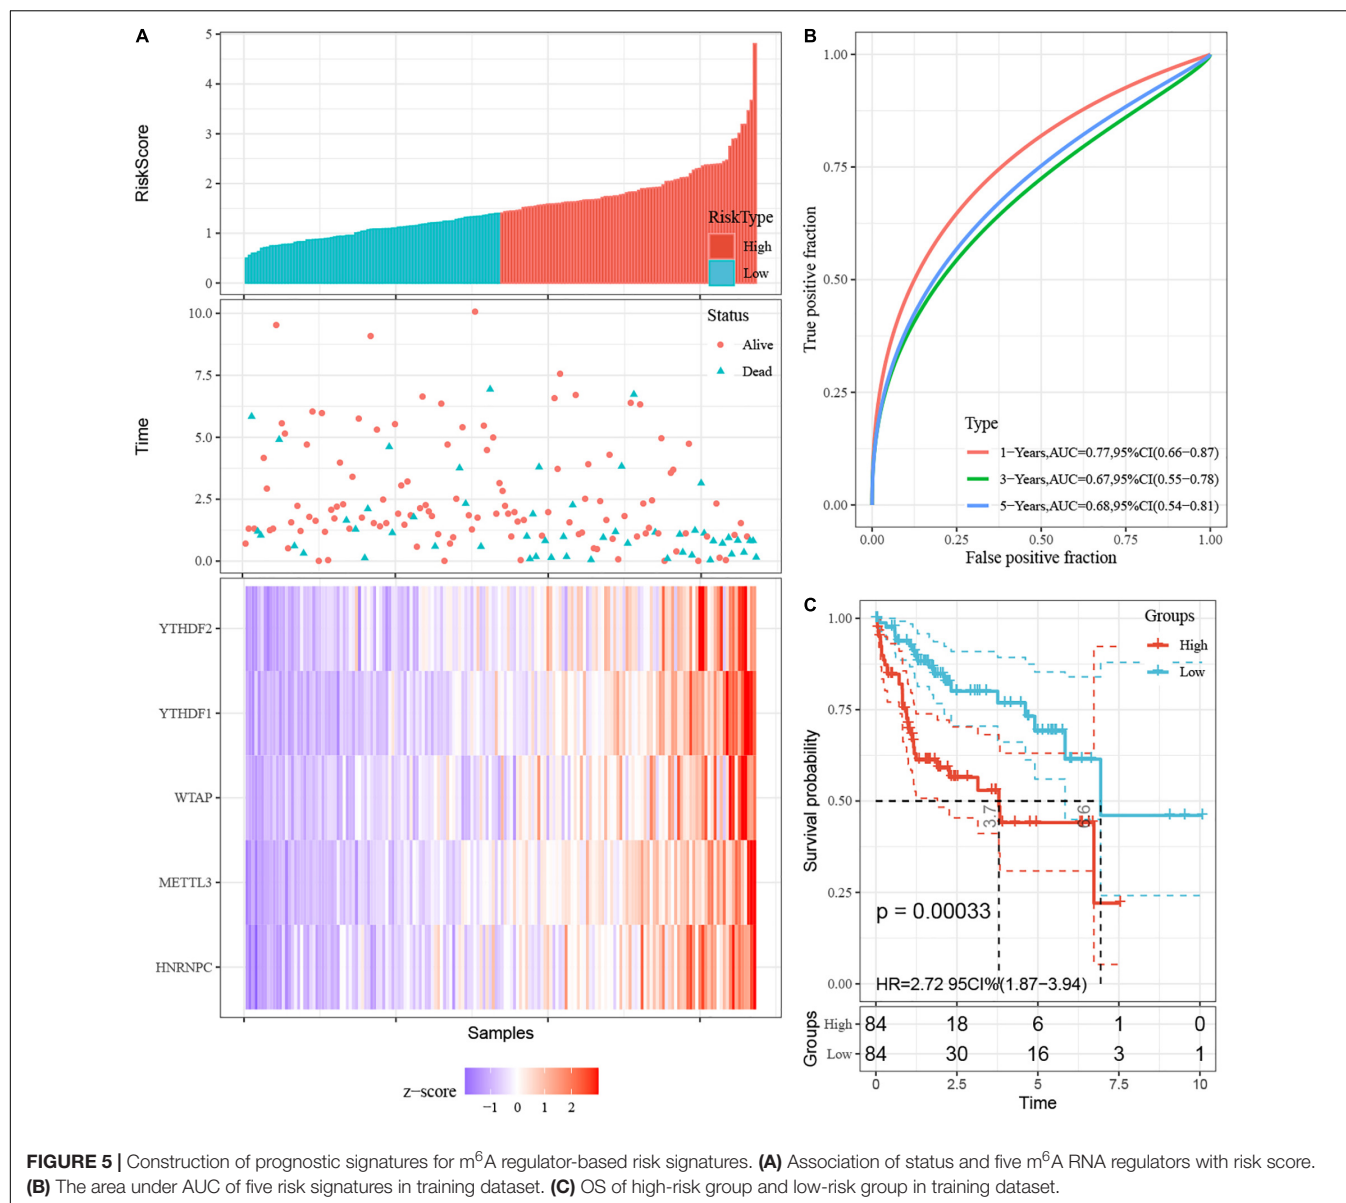 A
RiskScore
5
4
3
2
1
0
RiskType
High
Low
Time
10.0
7.5
5.0
2.5
0.0
Status
Alive
Dead
YTHDF2
YTHDF1
WTAP
METTL3
HNRNPC
Samples
z-score
−1 0 1 2
B
True positive fraction
1.00
0.75
0.50
0.25
0.00
Type
1−Years,AUC=0.77,95%CI(0.66−0.87)
3−Years,AUC=0.67,95%CI(0.55−0.78)
5−Years,AUC=0.68,95%CI(0.54−0.81)
0.00 0.25 0.50 0.75 1.00
False positive fraction
C
Survival probability
1.00
0.75
0.50
0.25
0.00
Groups
High
Low
3.7
6.6
p = 0.00033
HR=2.72 95CI%(1.87−3.94)
Groups
High 84 18 6 1 0
Low 84 30 16 3 1
0 2.5 5 7.5 10
Time
FIGURE 5 | Construction of prognostic signatures for m⁶A regulator-based risk signatures. (A) Association of status and five m⁶A RNA regulators with risk score.
(B) The area under AUC of five risk signatures in training dataset. (C) OS of high-risk group and low-risk group in training dataset.